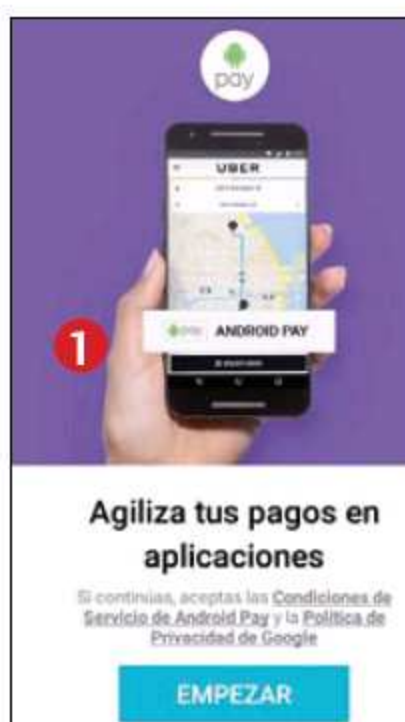 pay
UBER
1
pay ANDROID PAY
Agiliza tus pagos en
aplicaciones
Si continúas, aceptas las Condiciones de
Servicio de Android Pay y la Política de
Privacidad de Google
EMPEZAR